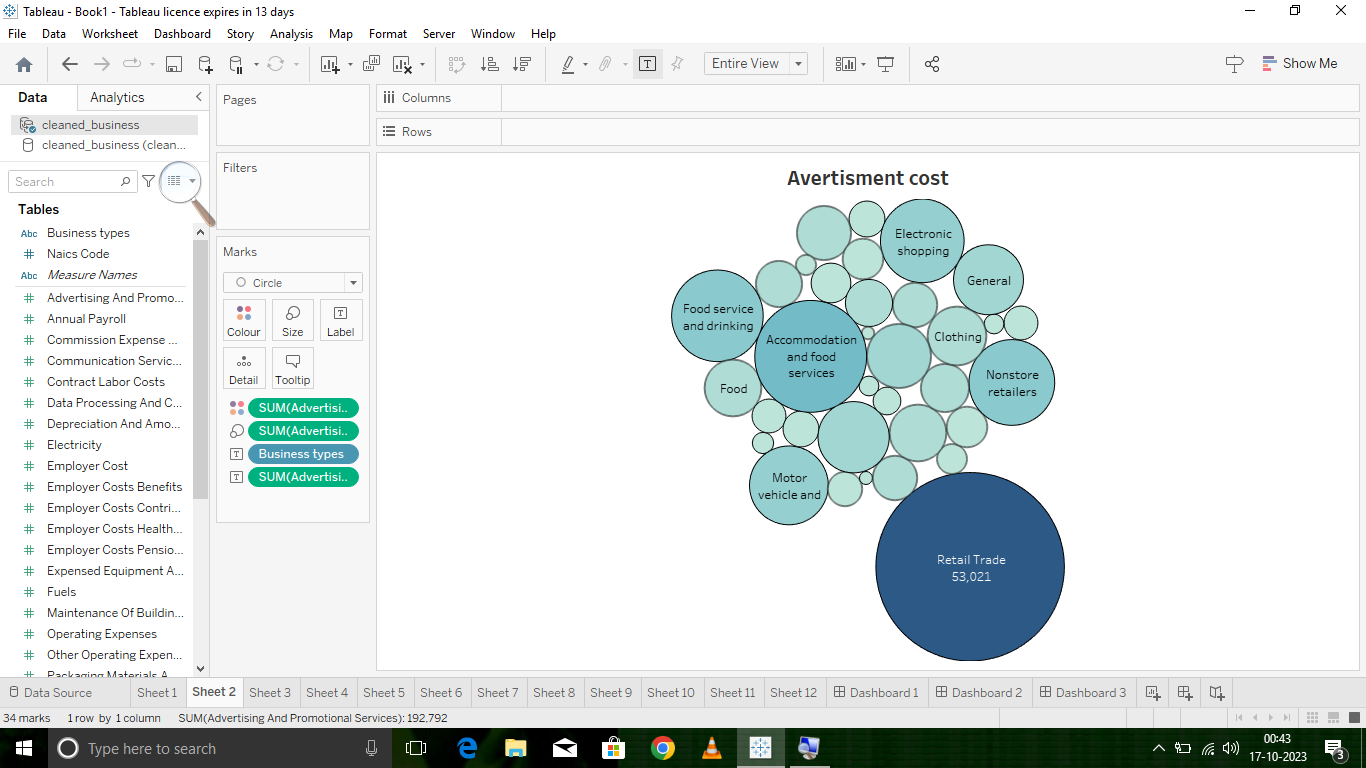 Tableau - Book1 - Tableau licence expires in 13 days
File Data Worksheet Dashboard Story Analysis Map Format Server Window Help
Entire View
Show Me
Data Analytics
cleaned_business
cleaned_business (clean...
Search
Tables
Abc Business types
Naics Code
Abc Measure Names
Advertising And Promo...
Annual Payroll
Commission Expense ...
Communication Servic...
Contract Labor Costs
Data Processing And C...
Depreciation And Amo...
Electricity
Employer Cost
Employer Costs Benefits
Employer Costs Contri...
Employer Costs Health...
Employer Costs Pensio...
Expensed Equipment A...
Fuels
Maintenance Of Buildin...
Operating Expenses
Other Operating Expen...
Packaging Materials A...
Pages
Filters
Marks
Circle
Colour Size Label
Detail Tooltip
SUM(Advertisi..
SUM(Advertisi..
Business types
SUM(Advertisi..
Columns
Rows
Avertisment cost
Electronic
shopping
General
Food service
and drinking
Clothing
Accommodation
and food
services
Nonstore
retailers
Food
Motor
vehicle and
Retail Trade
53,021
Data Source Sheet 1 Sheet 2 Sheet 3 Sheet 4 Sheet 5 Sheet 6 Sheet 7 Sheet 8 Sheet 9 Sheet 10 Sheet 11 Sheet 12 Dashboard 1 Dashboard 2 Dashboard 3
34 marks 1 row by 1 column SUM(Advertising And Promotional Services): 192,792
Type here to search
00:43
17-10-2023
3